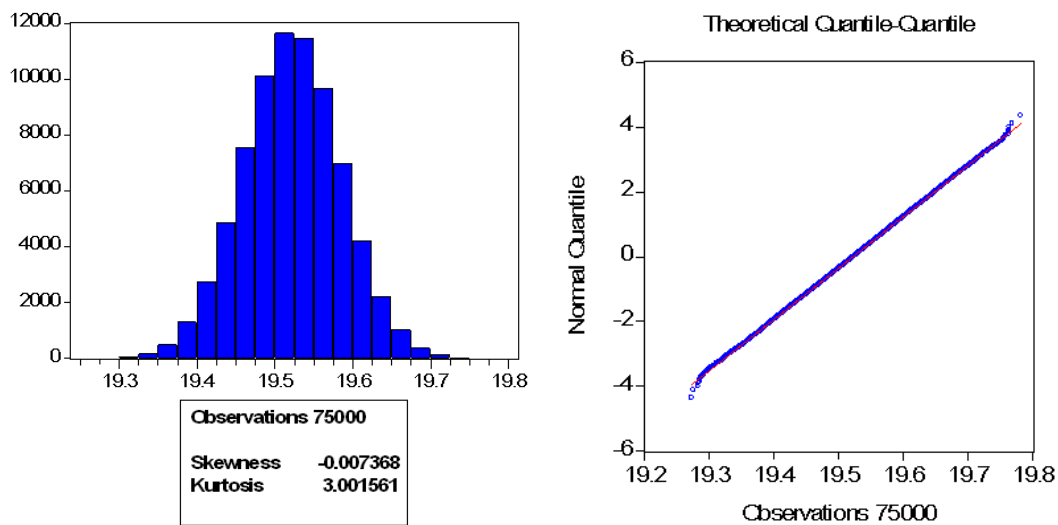 12000
10000
8000
6000
4000
2000
0
19.3 19.4 19.5 19.6 19.7 19.8
Observations 75000
Skewness -0.007368
Kurtosis 3.001561
Theoretical Quantile-Quantile
6
4
2
0
-2
-4
-6
Normal Quantile
19.2 19.3 19.4 19.5 19.6 19.7 19.8
Observations 75000